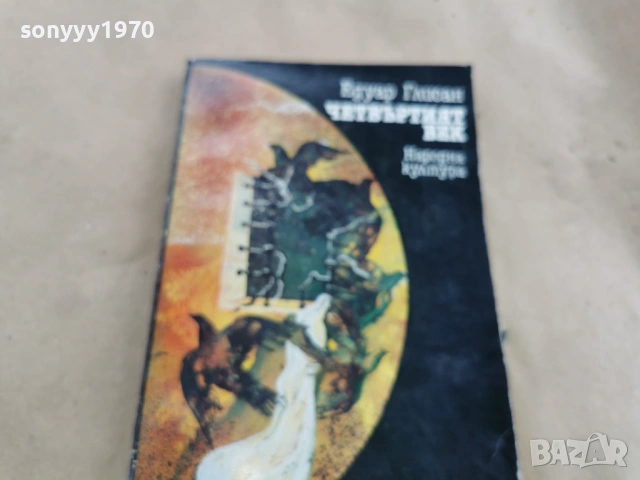 sonyyy1970
Едуар Глисан
ЧЕТВЪРТИЯТ
ВЕК
Народна
култура
BAZAR